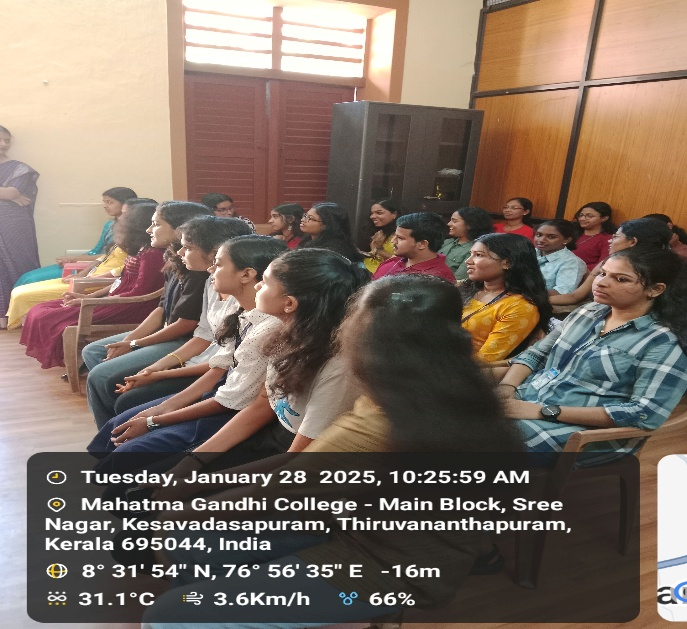 Tuesday, January 28 2025, 10:25:59 AM
Mahatma Gandhi College - Main Block, Sree
Nagar, Kesavadasapuram, Thiruvananthapuram,
Kerala 695044, India
8° 31' 54" N, 76° 56' 35" E -16m
31.1°C 3.6Km/h 66%